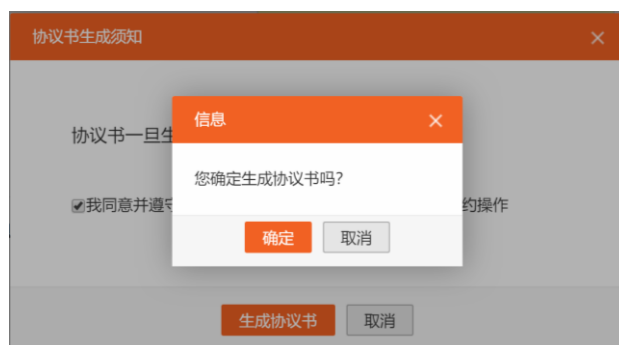 协议书生成须知
信息
协议书一旦生
您确定生成协议书吗?
我同意并遵守
约操作
确定 取消
生成协议书 取消